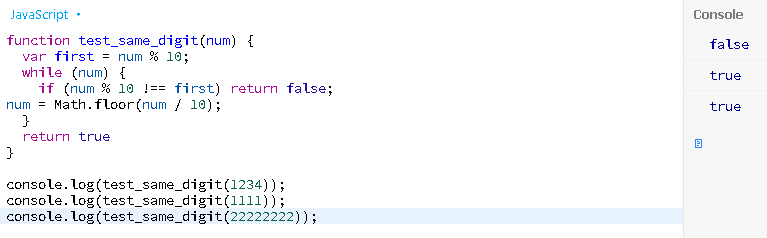 JavaScript
function test_same_digit(num) {
  var first = num % 10;
  while (num) {
    if (num % 10 !== first) return false;
num = Math.floor(num / 10);
  }
  return true
}

console.log(test_same_digit(1234));
console.log(test_same_digit(1111));
console.log(test_same_digit(22222222));
Console
false
true
true